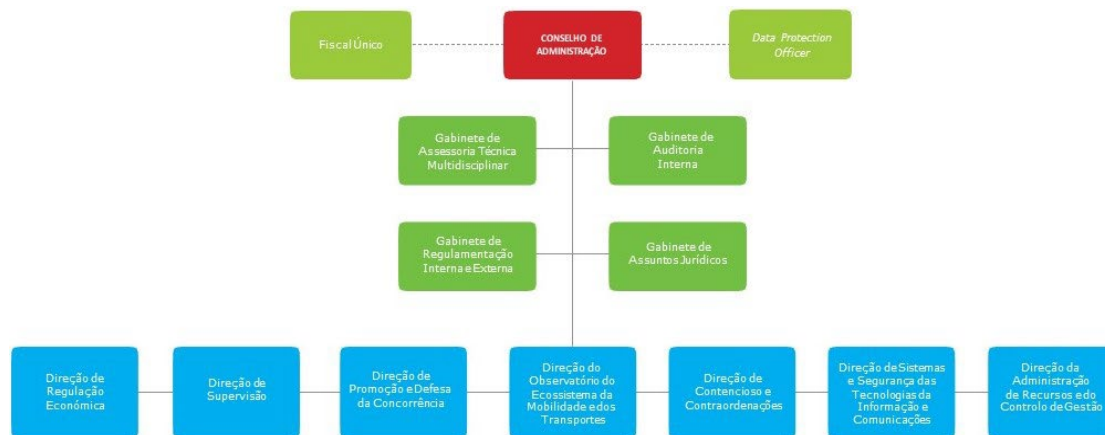 Fiscal Único
CONSELHO DE
ADMINISTRAÇÃO
Data Protection
Officer
Gabinete de
Assessoria Técnica
Multidisciplinar
Gabinete de
Auditoria
Interna
Gabinete de
Regulamentação
Interna e Externa
Gabinete de
Assuntos Jurídicos
Direção de
Regulação
Económica
Direção de
Supervisão
Direção de
Promoção e Defesa
da Concorrência
Direção do
Observatório do
Ecossistema da
Mobilidade e dos
Transportes
Direção de
Contencioso e
Contraordenações
Direção de Sistemas
e Segurança das
Tecnologias da
Informação e
Comunicações
Direção da
Administração
de Recursos e do
Controlo de Gestão